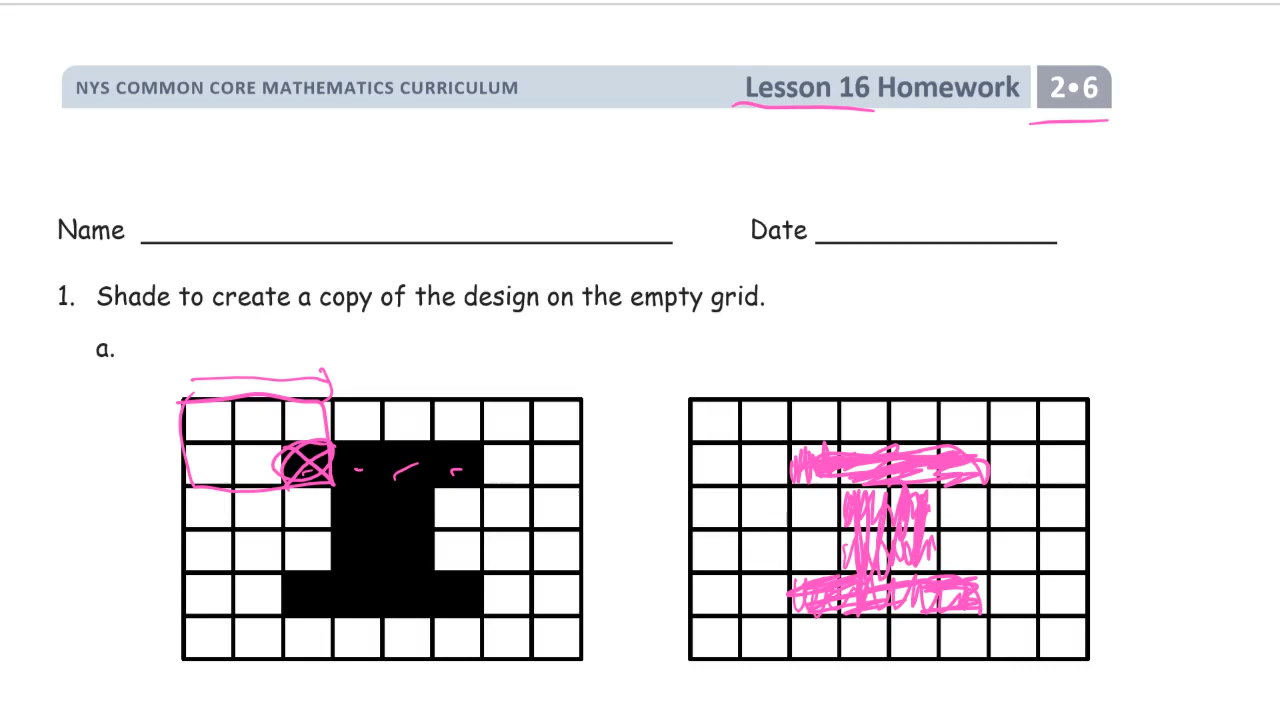 NYS COMMON CORE MATHEMATICS CURRICULUM Lesson 16 Homework 2•6
Name Date
1. Shade to create a copy of the design on the empty grid.
a.